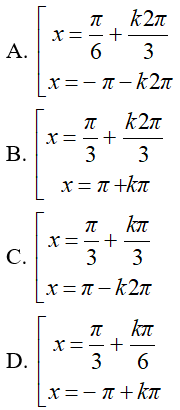 A. [ x = π/6 + k2π/3
x = − π − k2π
B. [ x = π/3 + k2π/3
x = π +kπ
C. [ x = π/3 + kπ/3
x = π − k2π
D. [ x = π/3 + kπ/6
x = − π + kπ